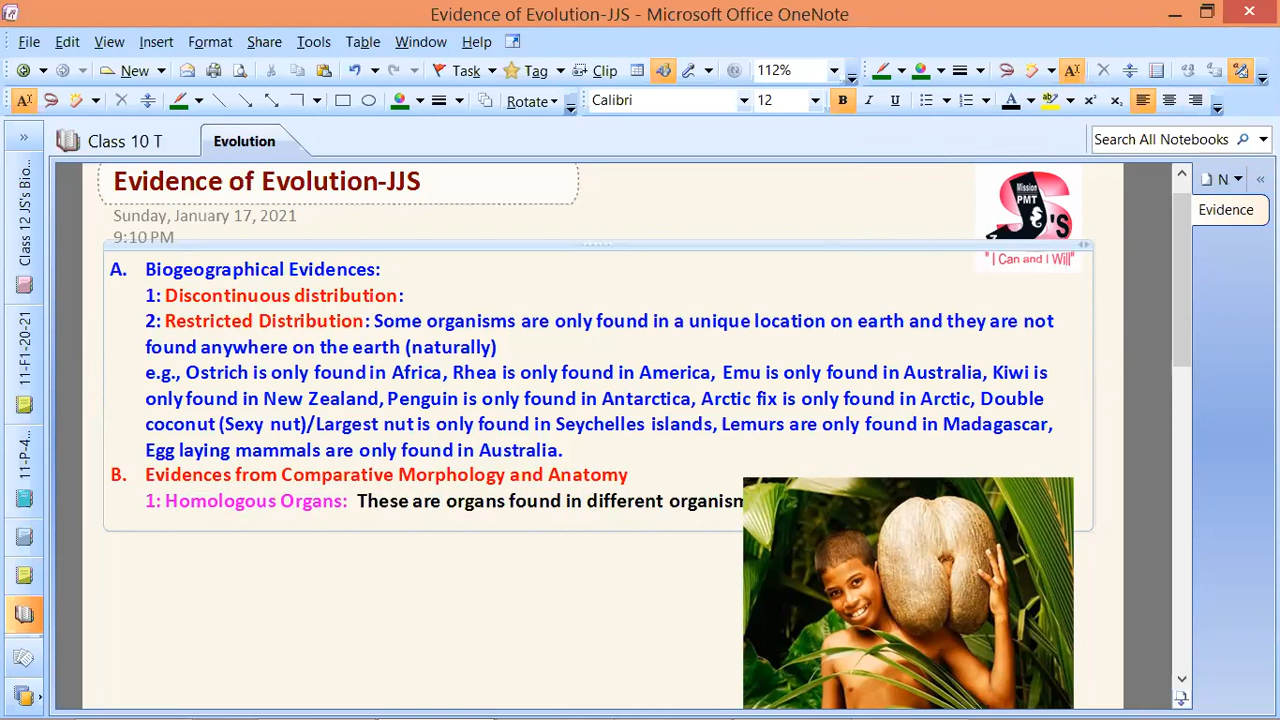 Evidence of Evolution-JJS - Microsoft Office OneNote
File Edit View Insert Format Share Tools Table Window Help
New Task Tag Clip 112%
Rotate Calibri 12 B I U A
Class 10 T Evolution Search All Notebooks
Evidence of Evolution-JJS
Sunday, January 17, 2021
9:10 PM
Mission
PMT
S's
" I Can and I Will"
A. Biogeographical Evidences:
1: Discontinuous distribution:
2: Restricted Distribution: Some organisms are only found in a unique location on earth and they are not
found anywhere on the earth (naturally)
e.g., Ostrich is only found in Africa, Rhea is only found in America, Emu is only found in Australia, Kiwi is
only found in New Zealand, Penguin is only found in Antarctica, Arctic fix is only found in Arctic, Double
coconut (Sexy nut)/Largest nut is only found in Seychelles islands, Lemurs are only found in Madagascar,
Egg laying mammals are only found in Australia.
B. Evidences from Comparative Morphology and Anatomy
1: Homologous Organs: These are organs found in different organism
N
Evidence
Class 12 JS's Bio...
11-F1-20-21
11-P-4...